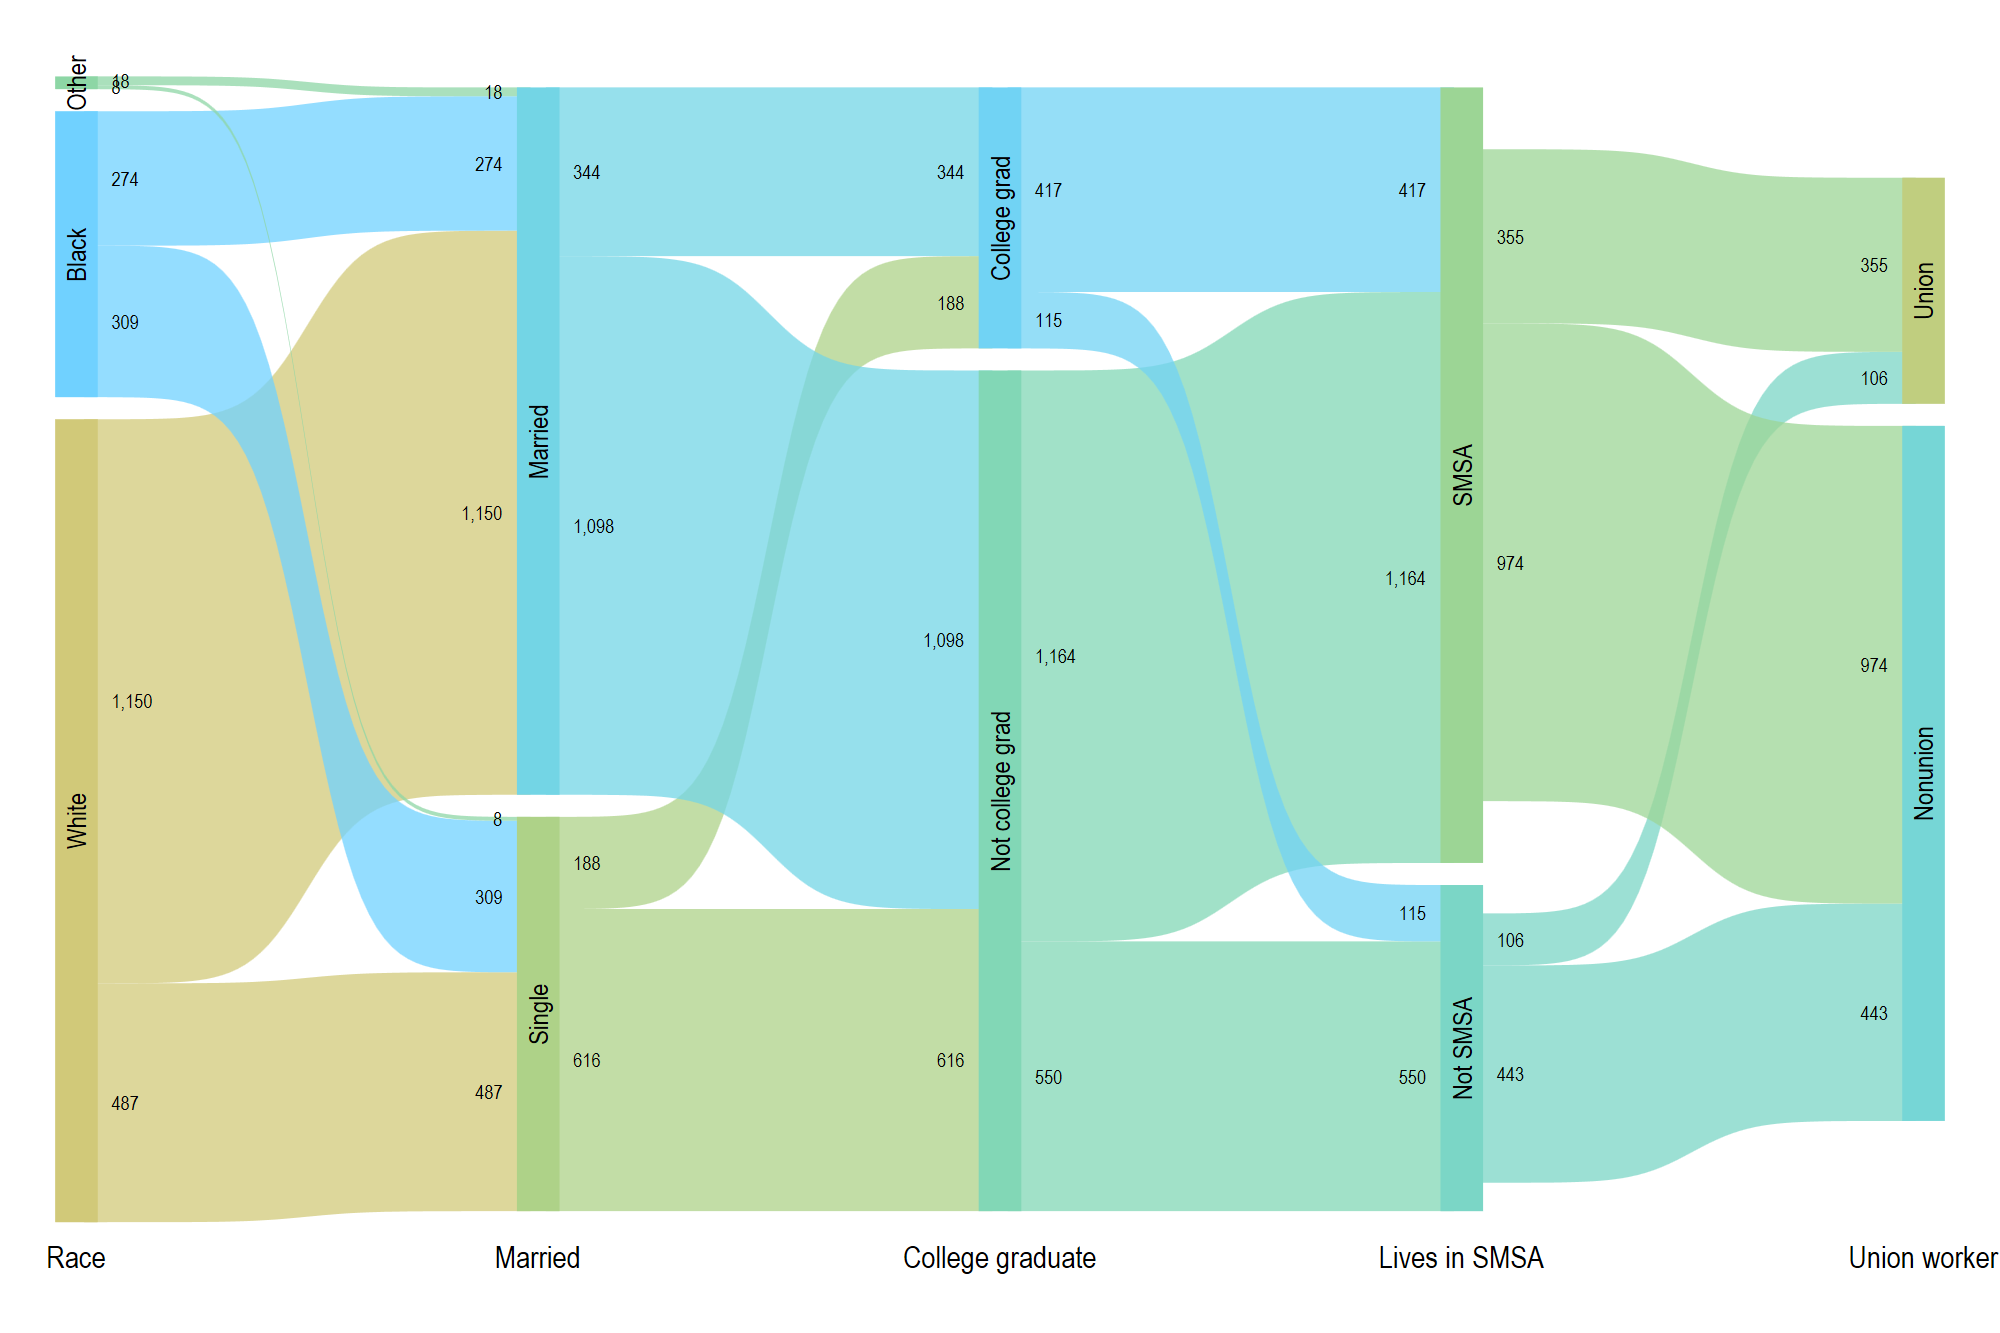 Other
Black
White
18
8
274
309
1,150
487
18
274
1,150
8
309
487
Married
Single
344
1,098
188
616
344
188
1,098
616
College grad
Not college grad
417
115
1,164
550
417
1,164
115
550
SMSA
Not SMSA
355
974
106
443
355
106
974
443
Union
Nonunion
Race
Married
College graduate
Lives in SMSA
Union worker